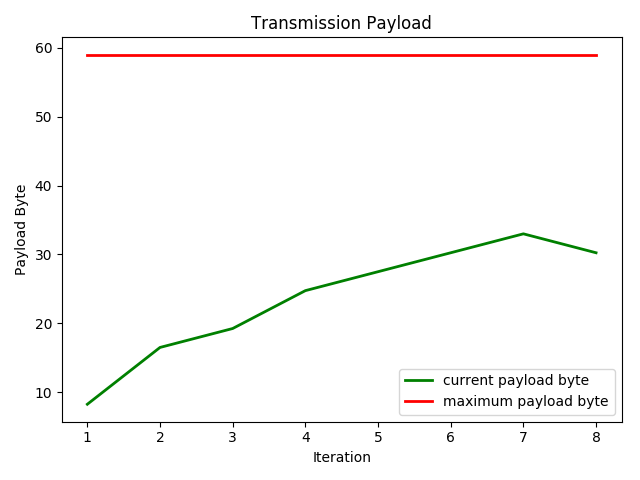 Transmission Payload
Payload Byte
60
50
40
30
20
10
1 2 3 4 5 6 7 8
Iteration
current payload byte
maximum payload byte